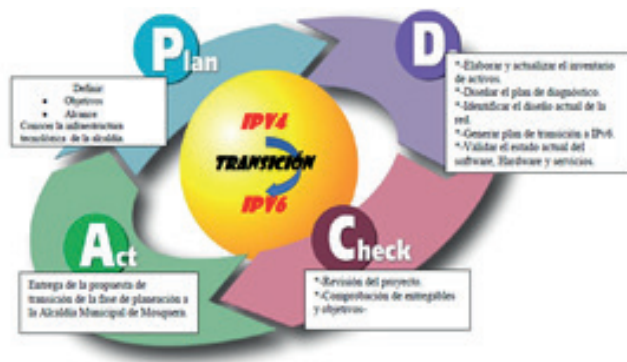 Plan
Definir:
• Objetivos
• Alcance
Conocer la infraestructura
tecnológica de la alcaldía.
Do
*-Elaborar y actualizar el inventario
de activos.
*-Diseñar el plan de diagnóstico.
*-Identificar el diseño actual de la
red.
*-Generar plan de transición a IPv6.
*-Validar el estado actual del
software, Hardware y servicios.
IPV4
TRANSICIÓN
IPV6
Check
*-Revisión del proyecto.
*-Comprobación de entregables
y objetivos-
Act
Entrega de la propuesta de
transición de la fase de planeación a
la Alcaldía Municipal de Mosquera.